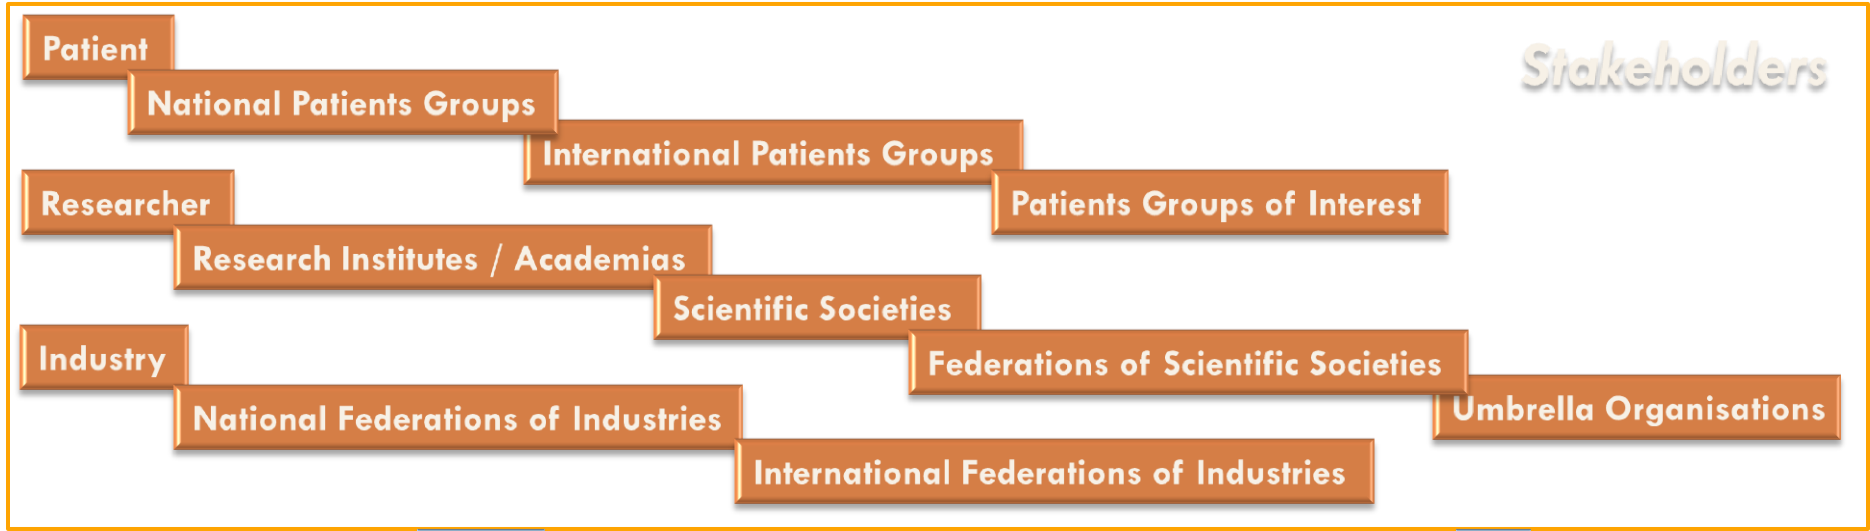 Stakeholders
Patient
National Patients Groups
International Patients Groups
Patients Groups of Interest
Researcher
Research Institutes / Academias
Scientific Societies
Federations of Scientific Societies
Umbrella Organisations
Industry
National Federations of Industries
International Federations of Industries